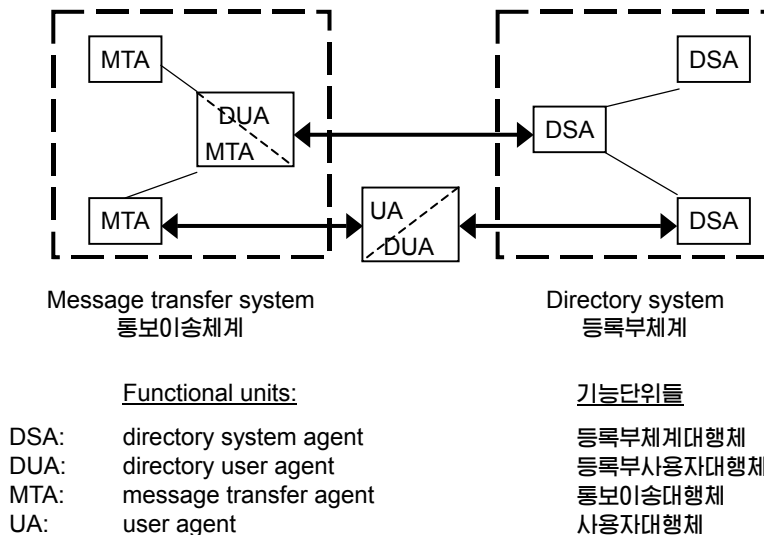 MTA
DSA
DUA
MTA
DSA
MTA
UA
DUA
DSA
Message transfer system
통보이송체계
Directory system
등록부체계
Functional units: 기능단위들
DSA: directory system agent 등록부체계대행체
DUA: directory user agent 등록부사용자대행체
MTA: message transfer agent 통보이송대행체
UA: user agent 사용자대행체